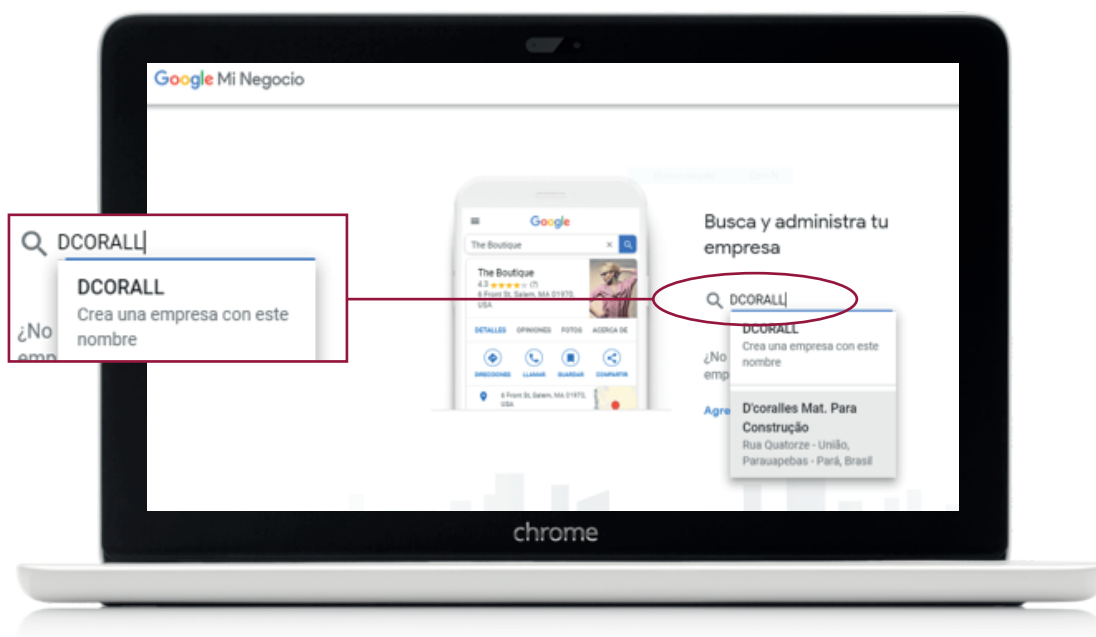 Google Mi Negocio
DCORALL
DCORALL
Crea una empresa con este
nombre
¿No
emp
Google
The Boutique
The Boutique
4.3 ★★★★☆ (7)
6 Front St, Salem, MA 01970,
USA
DETALLES OPINIONES FOTOS ACERCA DE
DIRECCIONES LLAMAR GUARDAR COMPARTIR
6 Front St, Salem, MA 01970,
USA
Busca y administra tu
empresa
DCORALL
DCORALL
Crea una empresa con este
nombre
¿No
emp
Agre
D'coralles Mat. Para
Construção
Rua Quatorze - União,
Parauapebas - Pará, Brasil
chrome